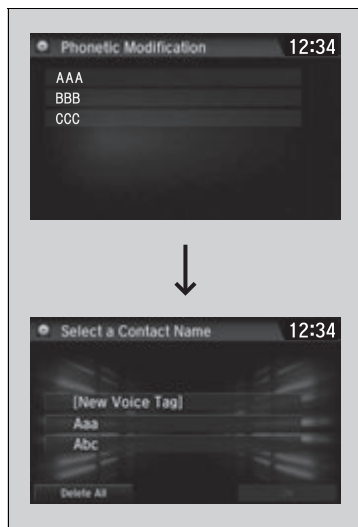 Phonetic Modification 12:34
AAA
BBB
CCC
Select a Contact Name 12:34
[New Voice Tag]
Aaa
Abc
Delete All